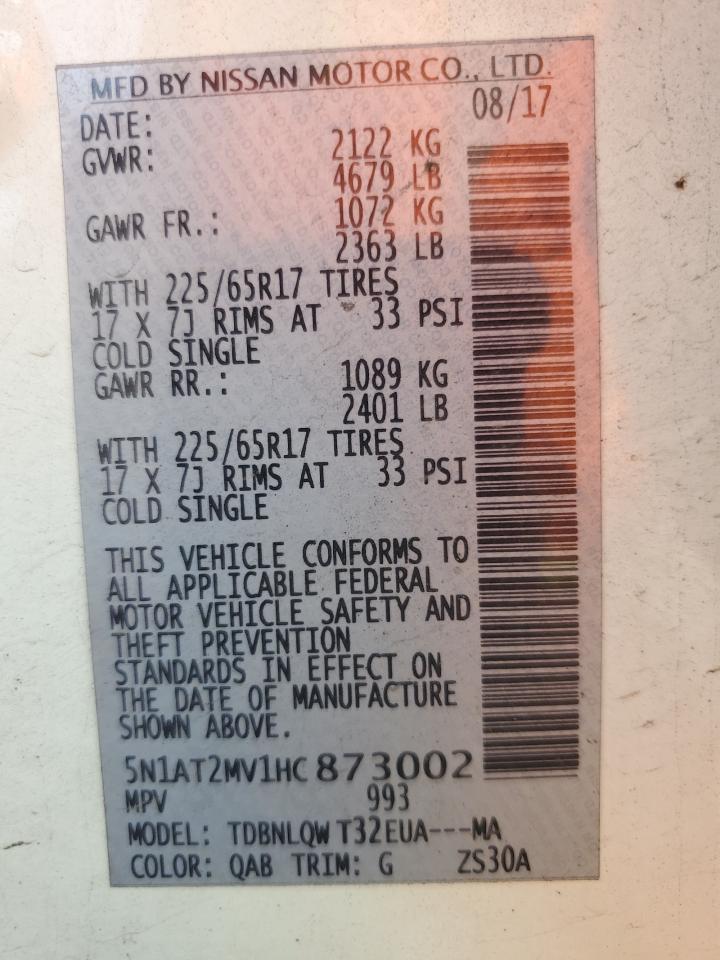 MFD BY NISSAN MOTOR CO., LTD.
DATE: 08/17
GVWR: 2122 KG
4679 LB
GAWR FR.: 1072 KG
2363 LB
WITH 225/65R17 TIRES
17 X 7J RIMS AT 33 PSI
COLD SINGLE
GAWR RR.: 1089 KG
2401 LB
WITH 225/65R17 TIRES
17 X 7J RIMS AT 33 PSI
COLD SINGLE
THIS VEHICLE CONFORMS TO
ALL APPLICABLE FEDERAL
MOTOR VEHICLE SAFETY AND
THEFT PREVENTION
STANDARDS IN EFFECT ON
THE DATE OF MANUFACTURE
SHOWN ABOVE.
5N1AT2MV1HC873002
MPV 993
MODEL: TDBNLQW T32EUA---MA
COLOR: QAB TRIM: G ZS30A